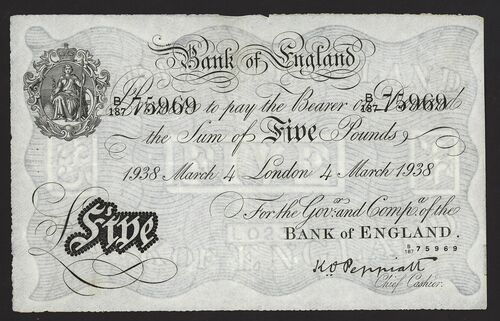 Bank of England
B/187 75969 B/187 75969
to pay the Bearer on Demand
the Sum of Five Pounds
1938 March 4 London 4 March 1938
For the Govr. and Compa. of the
BANK of ENGLAND.
£Five B/187 75969
K.O. Peppiatt
Chief Cashier.